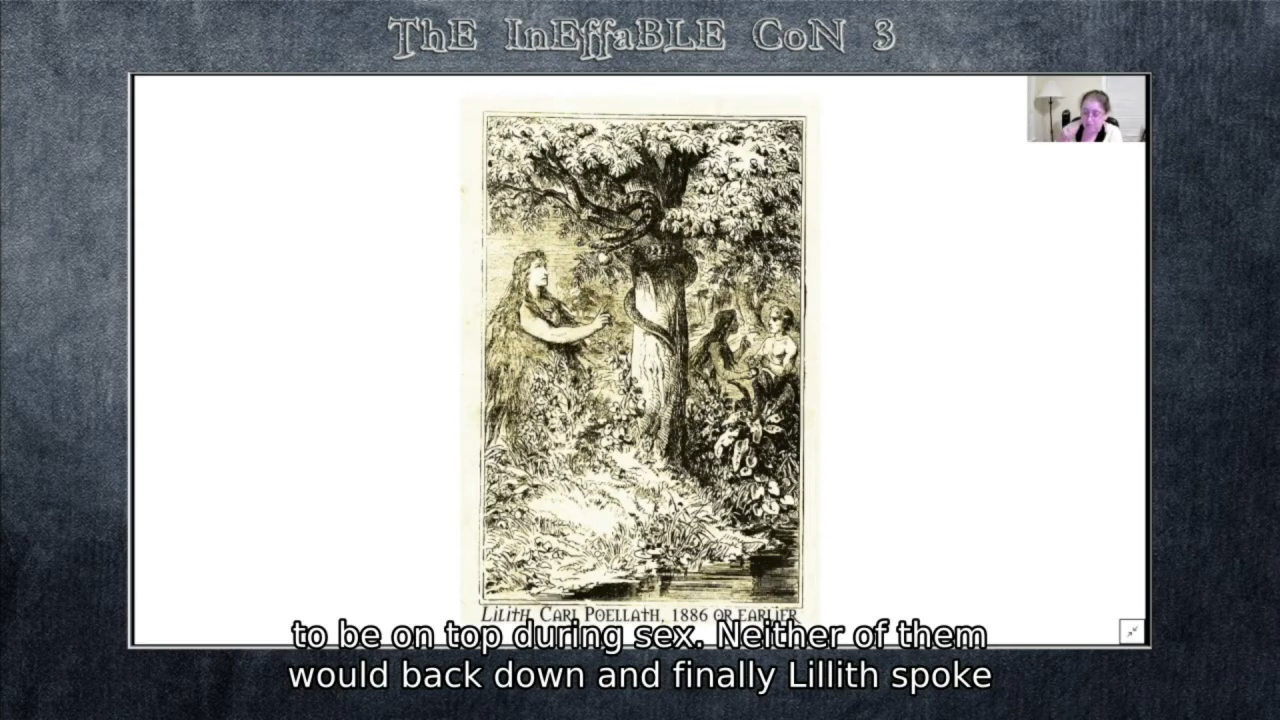 ThE InEffaBLE CoN 3
Lilith, Carl Poellath, 1886 or earlier
to be on top during sex. Neither of them
would back down and finally Lillith spoke